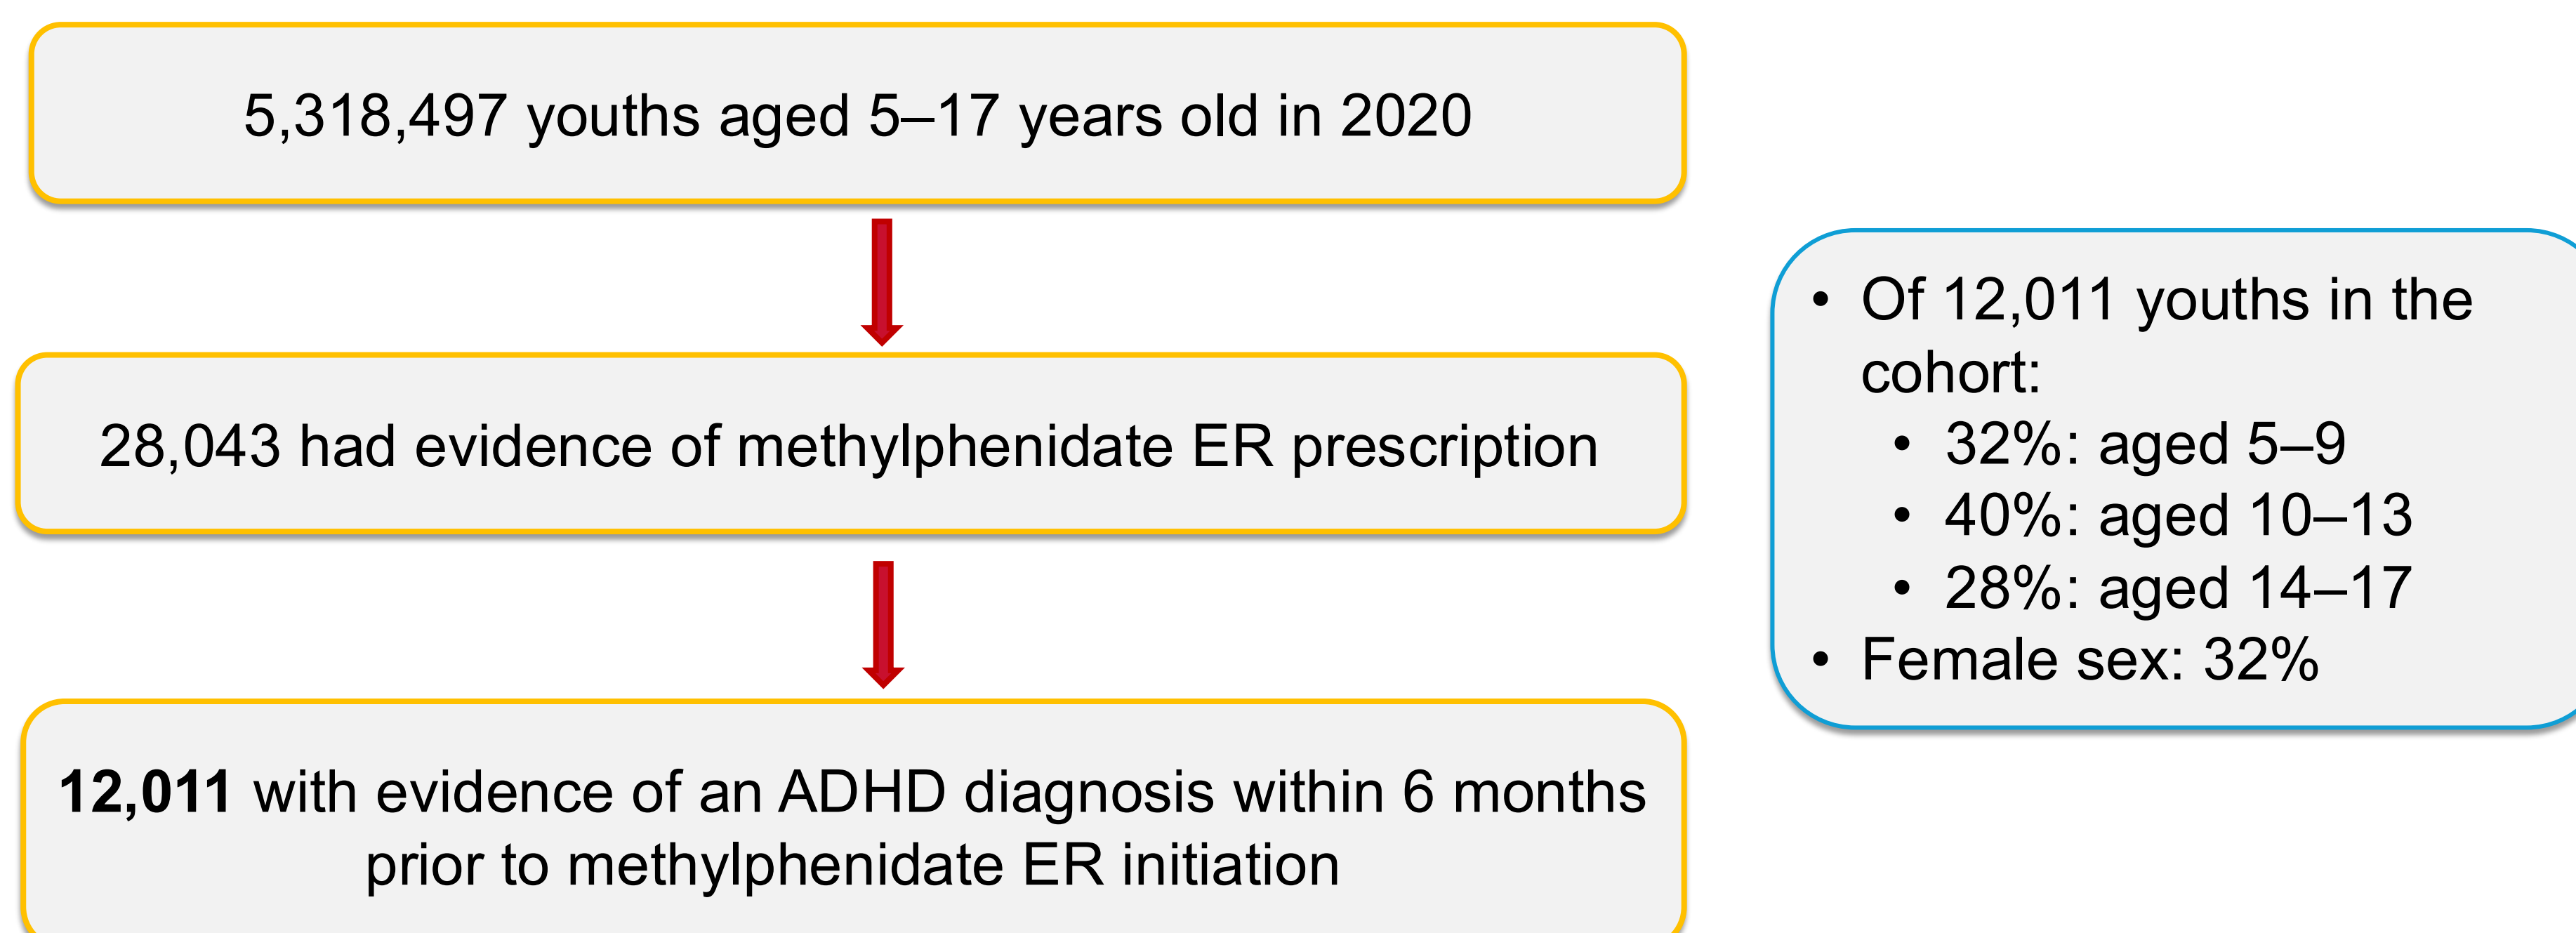 5,318,497 youths aged 5–17 years old in 2020
28,043 had evidence of methylphenidate ER prescription
12,011 with evidence of an ADHD diagnosis within 6 months
prior to methylphenidate ER initiation
• Of 12,011 youths in the
cohort:
• 32%: aged 5–9
• 40%: aged 10–13
• 28%: aged 14–17
• Female sex: 32%